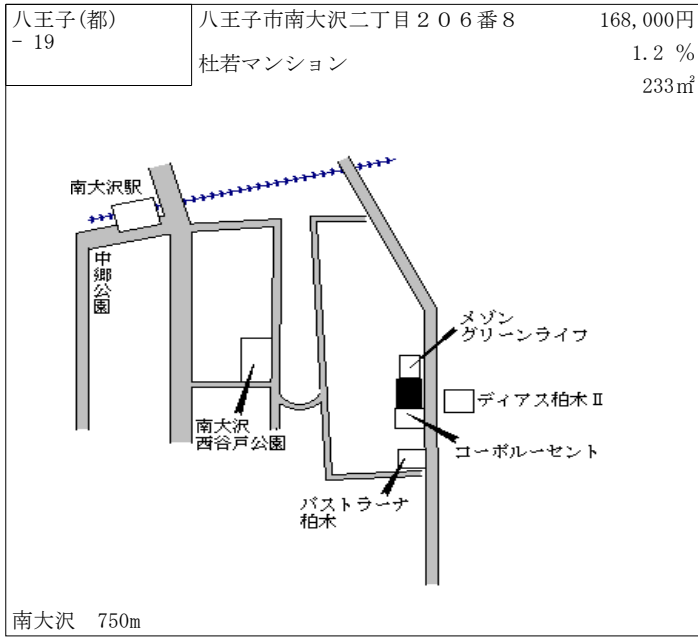 八王子(都)
- 19
八王子市南大沢二丁目２０６番８
168,000円
杜若マンション
1.2 %
233㎡
南大沢駅
中郷公園
メゾン
グリーンライフ
ディアス柏木Ⅱ
南大沢
西谷戸公園
コーポルーセント
パストラーナ
柏木
南大沢 750m